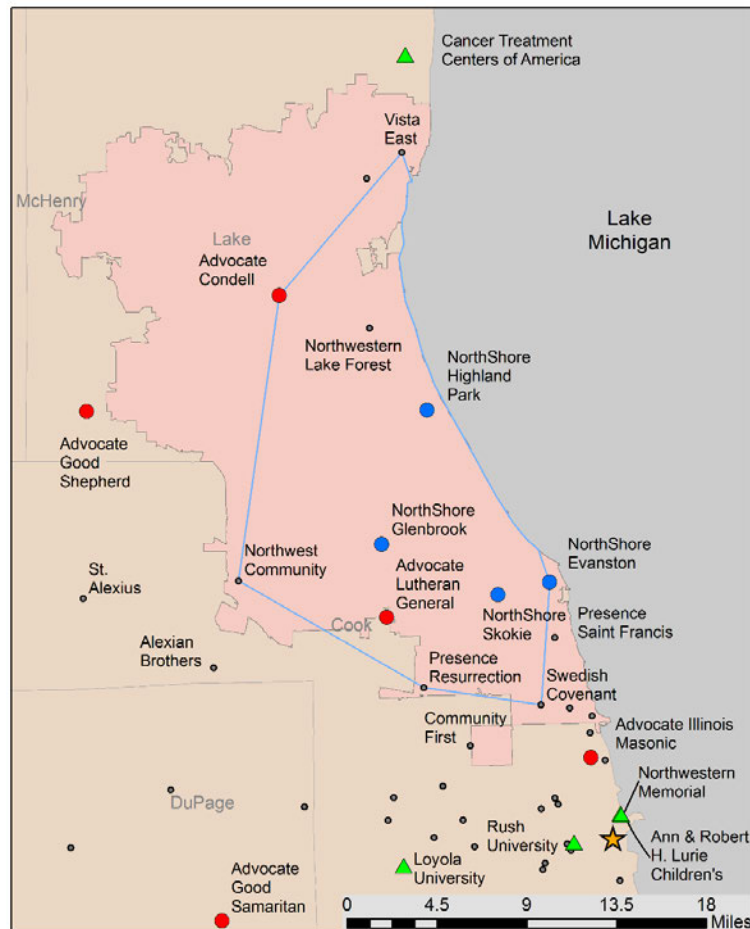 Cancer Treatment
Centers of America
Vista
East
McHenry
Lake
Michigan
Lake
Advocate
Condell
Northwestern
Lake Forest
NorthShore
Highland
Park
Advocate
Good
Shepherd
NorthShore
Glenbrook
NorthShore
Evanston
Northwest
Community
Advocate
Lutheran
General
St.
Alexius
NorthShore
Skokie
Presence
Saint Francis
Cook
Alexian
Brothers
Presence
Resurrection
Swedish
Covenant
Community
First
Advocate Illinois
Masonic
Northwestern
Memorial
DuPage
Rush
University
Ann & Robert
H. Lurie
Children's
Loyola
University
Advocate
Good
Samaritan
0 4.5 9 13.5 18
Miles